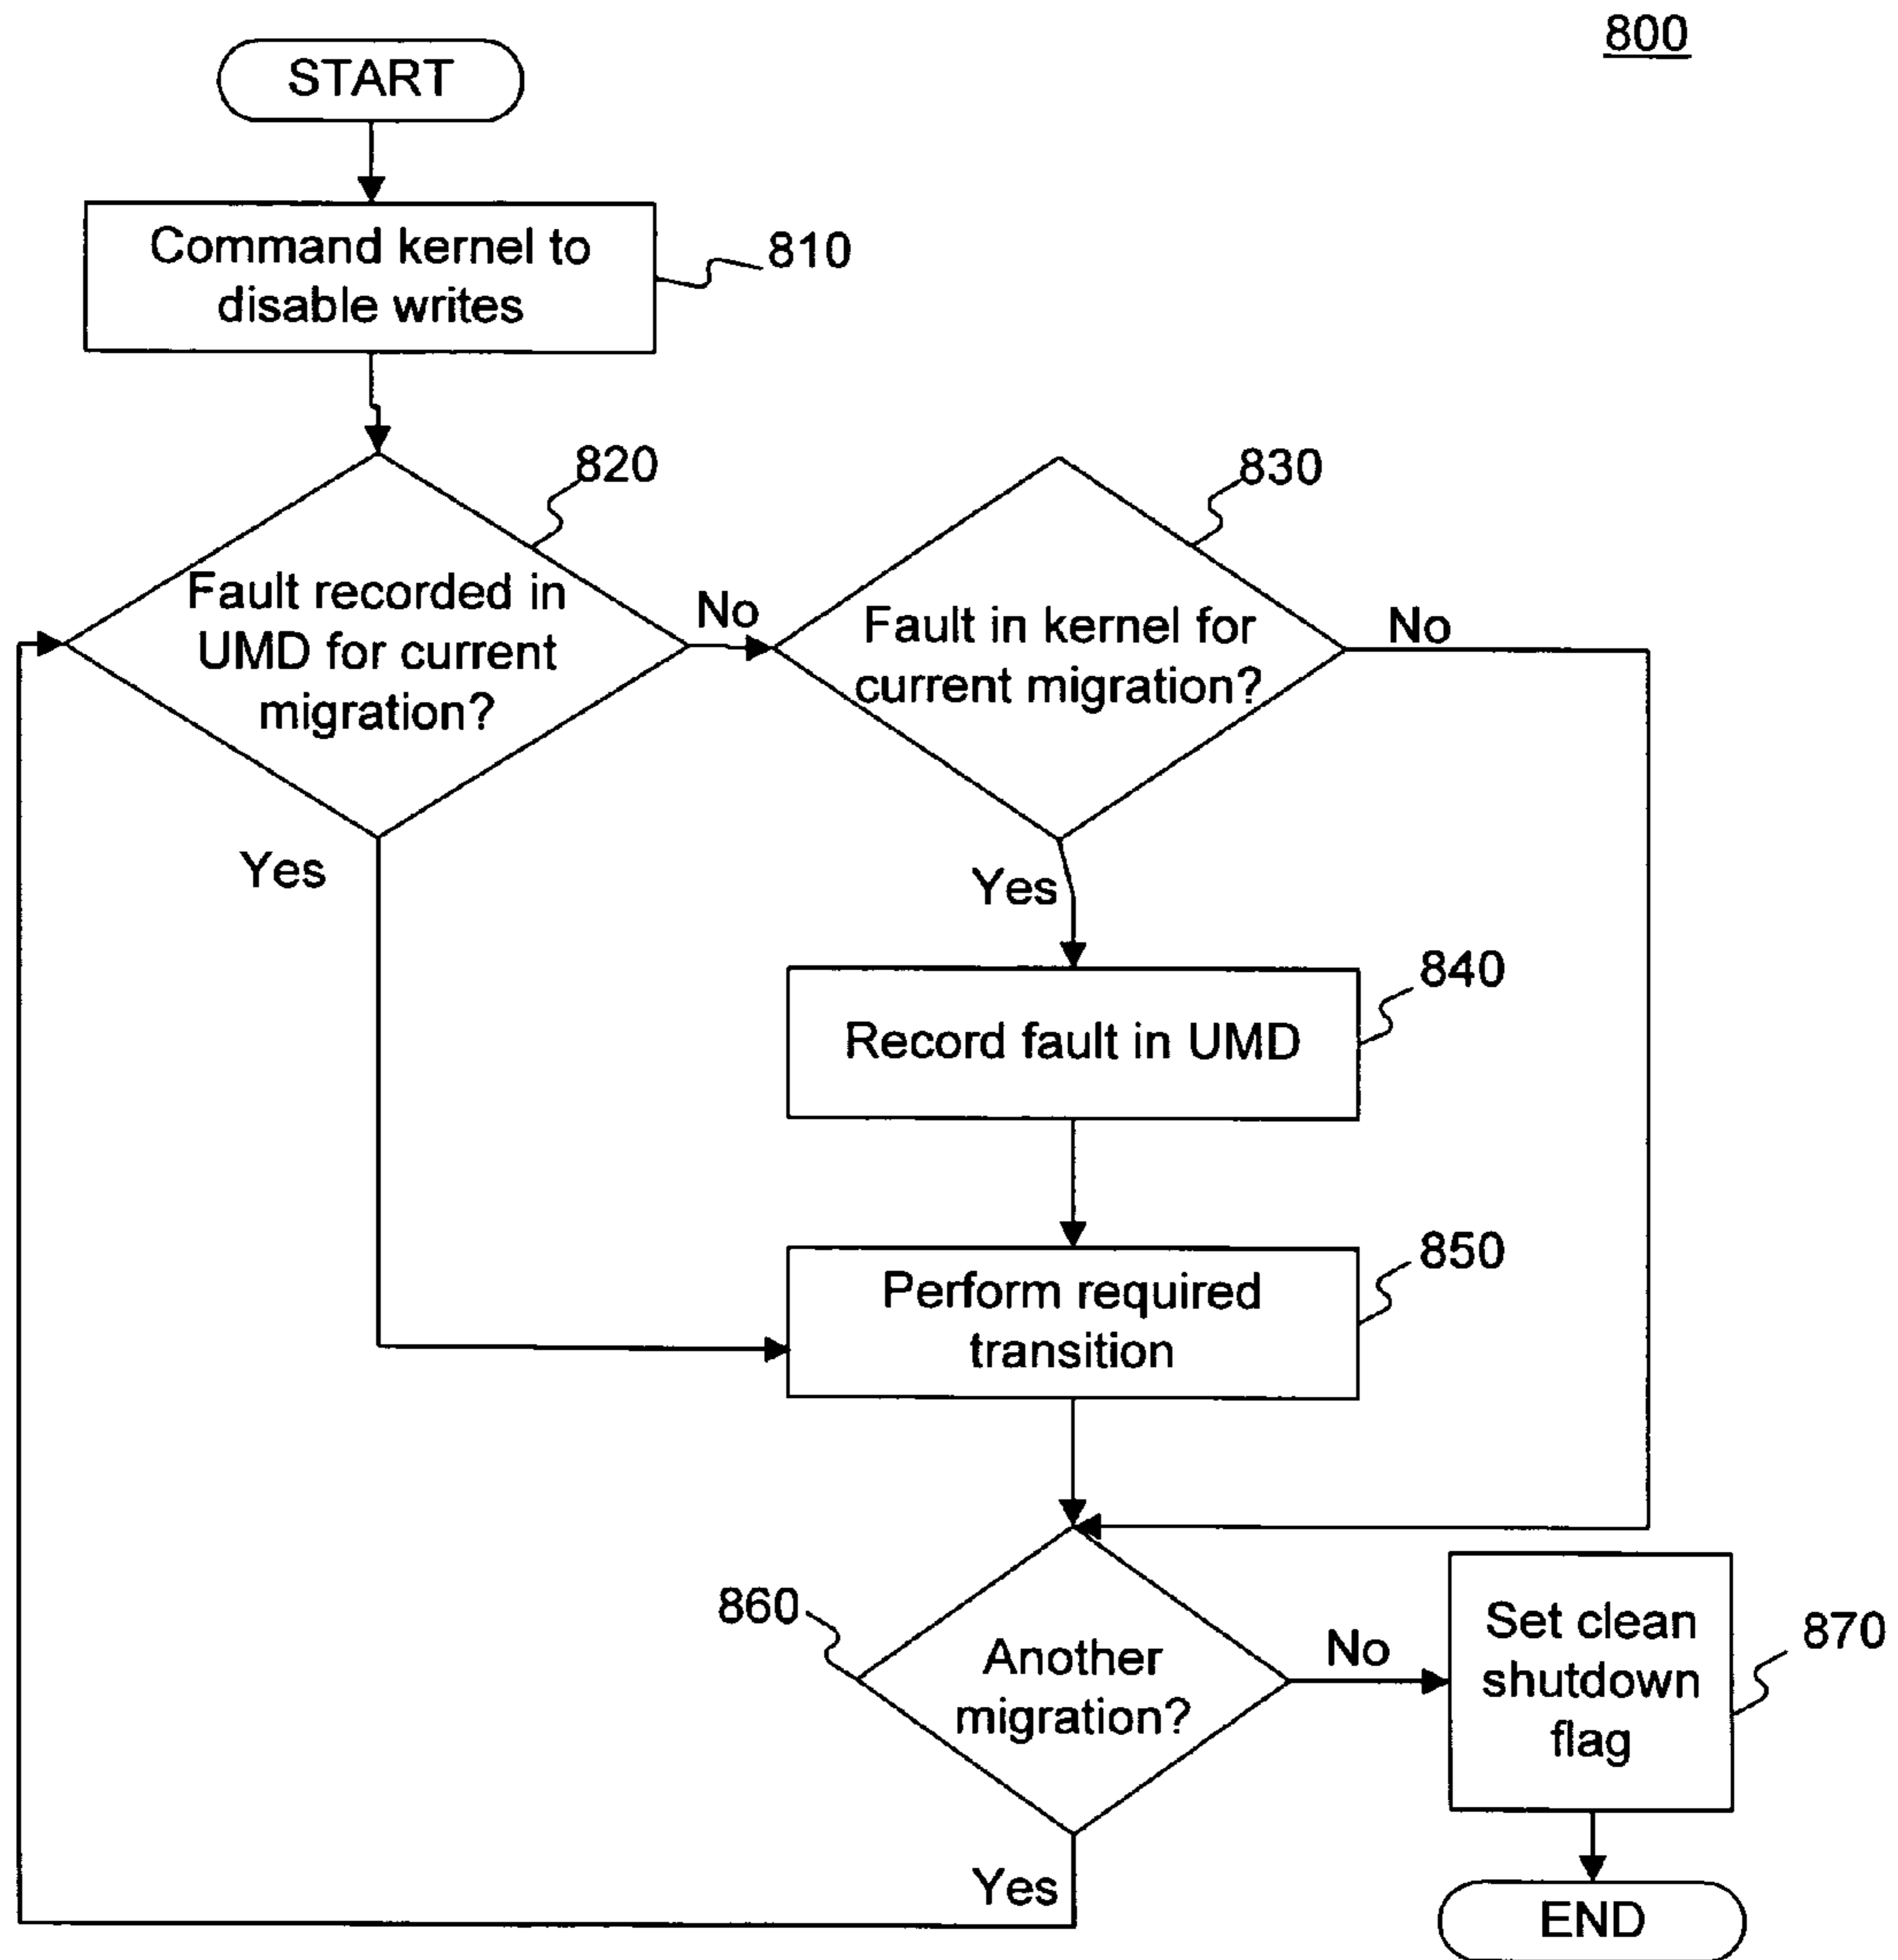 800
START
Command kernel to
disable writes
810
820
830
Fault recorded in
UMD for current
migration?
No
Fault in kernel for
current migration?
No
Yes
Yes
840
Record fault in UMD
850
Perform required
transition
860
Another
migration?
No
Set clean
shutdown
flag
870
Yes
END